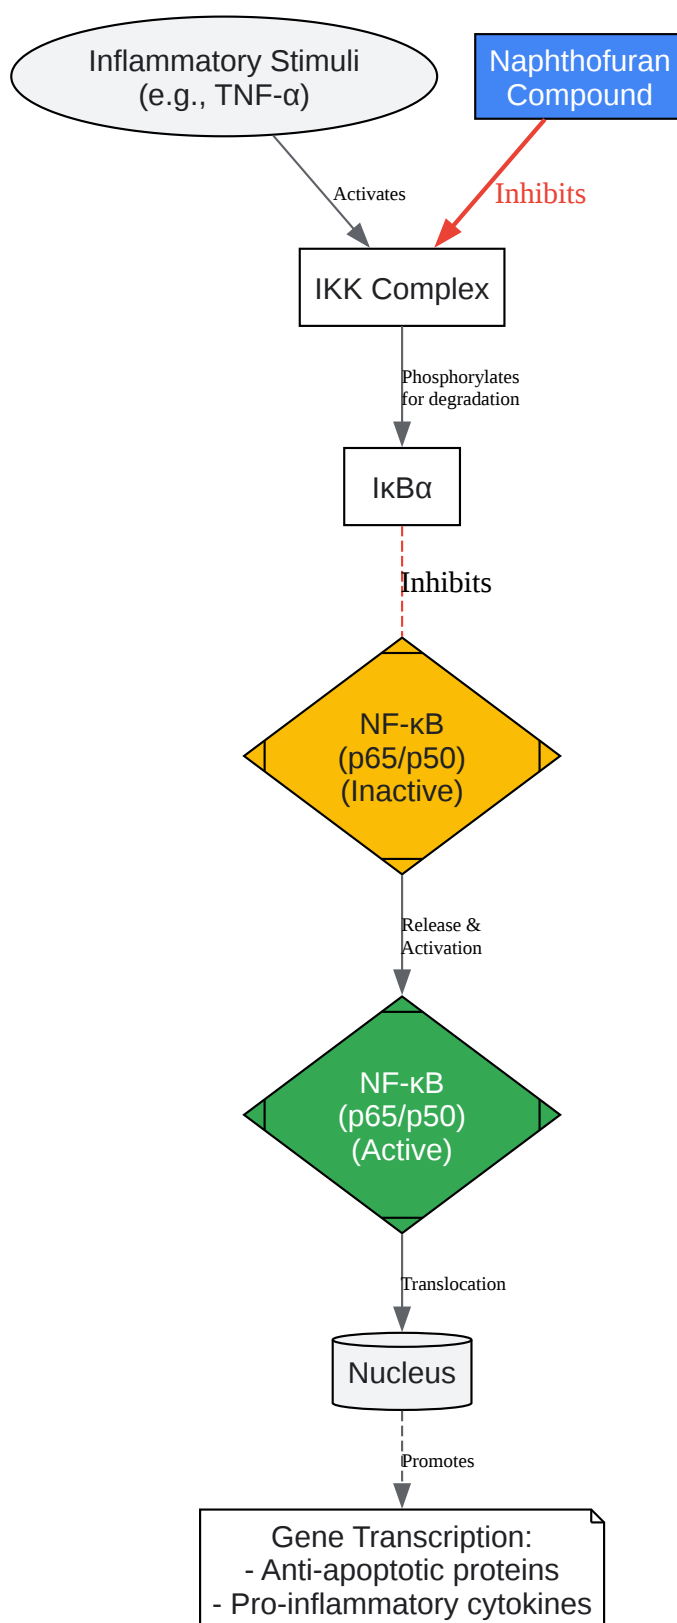 Inflammatory Stimuli
(e.g., TNF-α)
Naphthofuran
Compound
Activates
Inhibits
IKK Complex
Phosphorylates
for degradation
IκBα
Inhibits
NF-κB
(p65/p50)
(Inactive)
Release &
Activation
NF-κB
(p65/p50)
(Active)
Translocation
Nucleus
Promotes
Gene Transcription:
- Anti-apoptotic proteins
- Pro-inflammatory cytokines